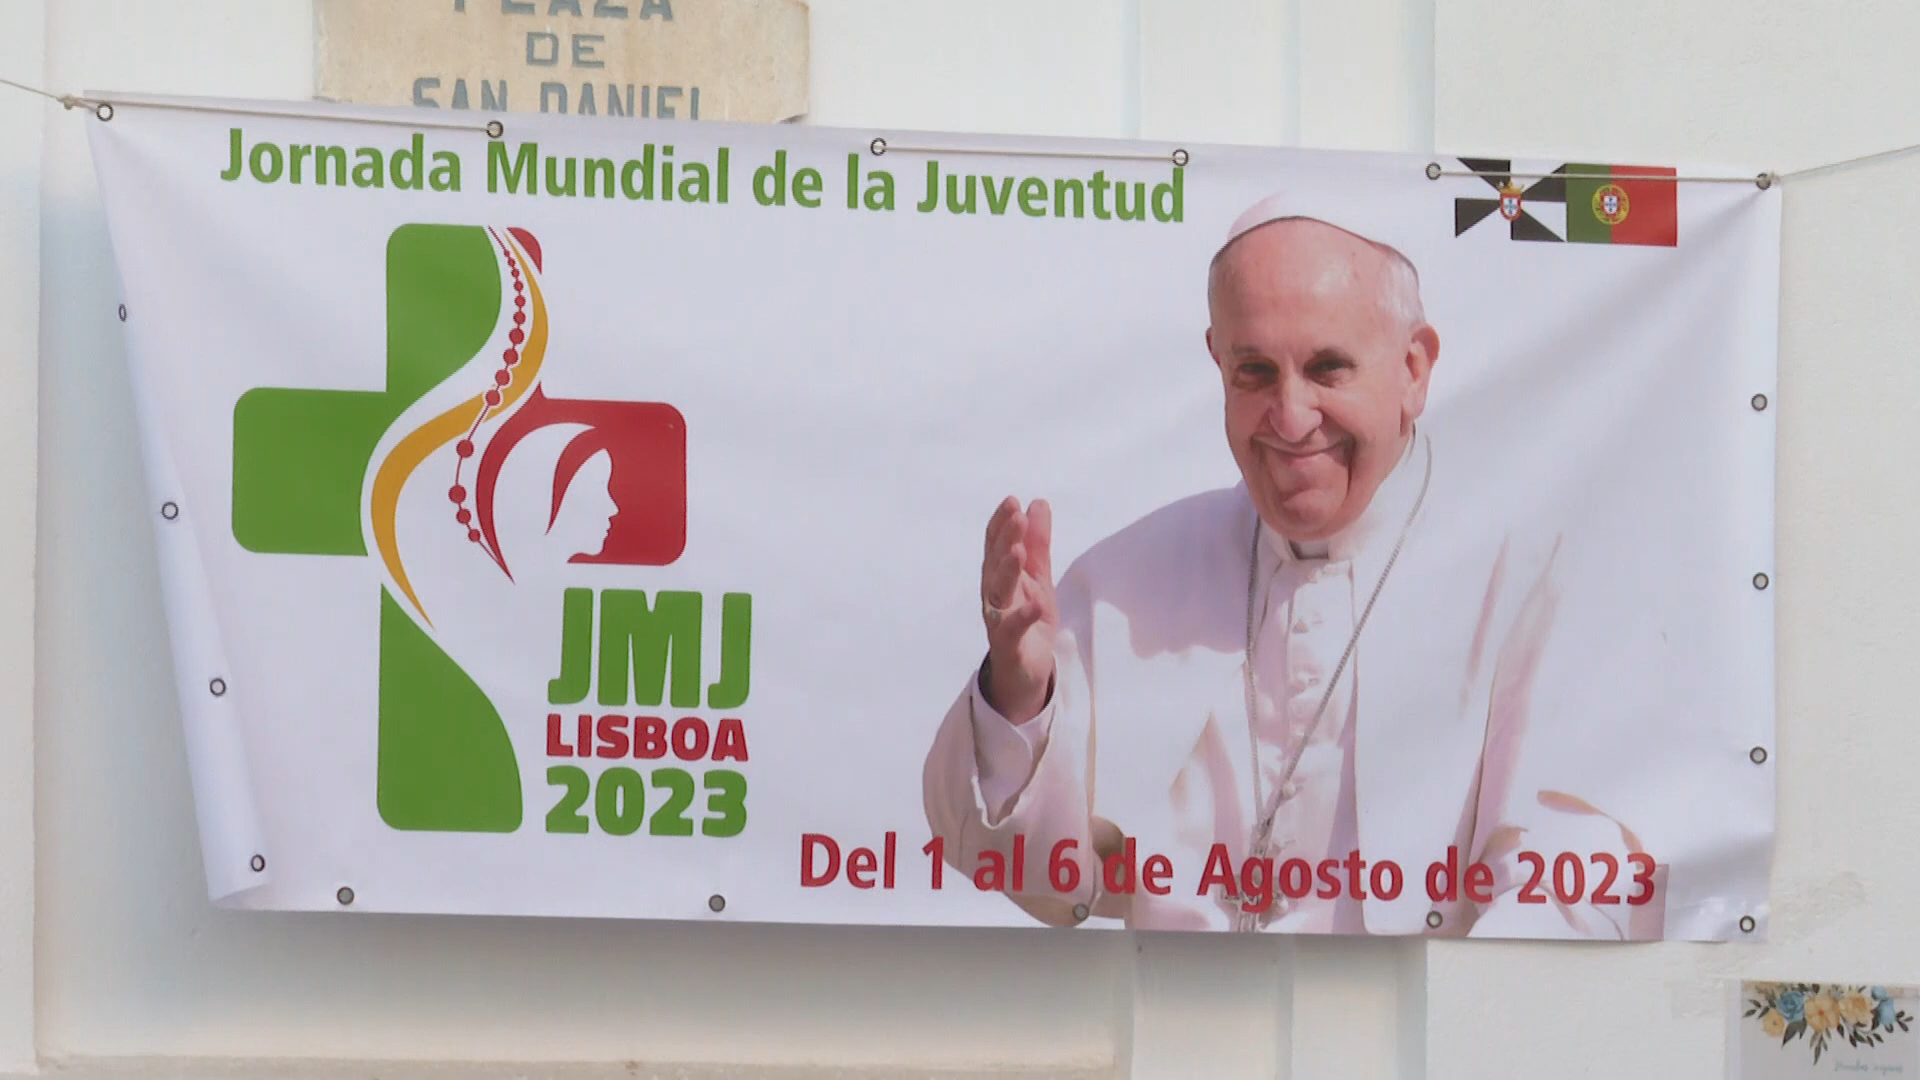 PLAZA
DE
SAN DANIEL
Jornada Mundial de la Juventud
JMJ
LISBOA
2023
Del 1 al 6 de Agosto de 2023